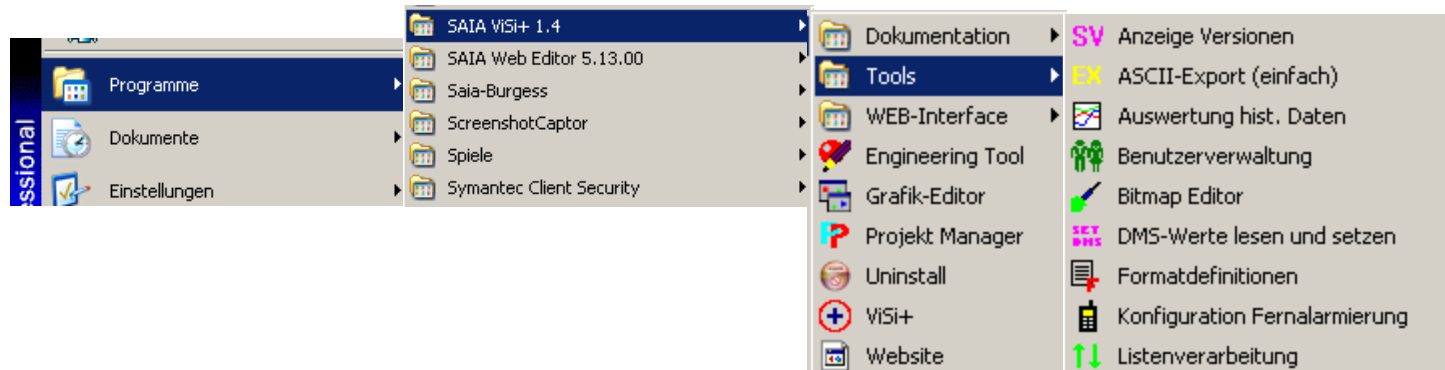 essional
Programme
Dokumente
Einstellungen
SAIA ViSi+ 1.4
SAIA Web Editor 5.13.00
Saia-Burgess
ScreenshotCaptor
Spiele
Symantec Client Security
Dokumentation
Tools
WEB-Interface
Engineering Tool
Grafik-Editor
Projekt Manager
Uninstall
ViSi+
Website
SV Anzeige Versionen
EX ASCII-Export (einfach)
Auswertung hist. Daten
Benutzerverwaltung
Bitmap Editor
SET DMS DMS-Werte lesen und setzen
Formatdefinitionen
Konfiguration Fernalarmierung
Listenverarbeitung